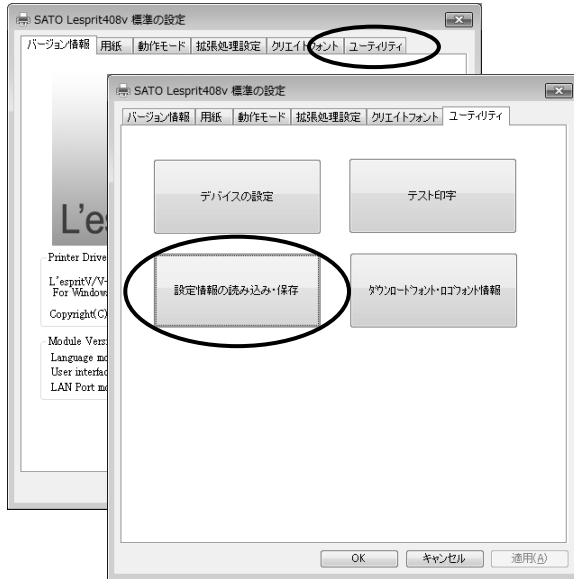 SATO Lesprit408v 標準の設定
バージョン情報 用紙 動作モード 拡張処理設定 クリエイトフォント ユーティリティ
L'es
Printer Drive
L'espritV/V-
For Window
Copyright(C)
Module Vers
Language mo
User interfac
LAN Port mo
SATO Lesprit408v 標準の設定
バージョン情報 用紙 動作モード 拡張処理設定 クリエイトフォント ユーティリティ
デバイスの設定 テスト印字
設定情報の読み込み・保存 ダウンロードフォント・ロゴフォント情報
OK キャンセル 適用(A)